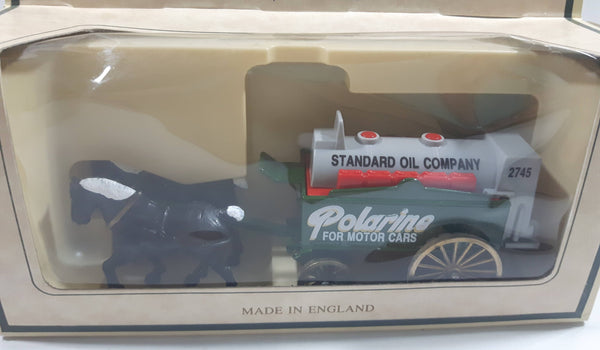 STANDARD OIL COMPANY
2745
Polarine
FOR MOTOR CARS
MADE IN ENGLAND